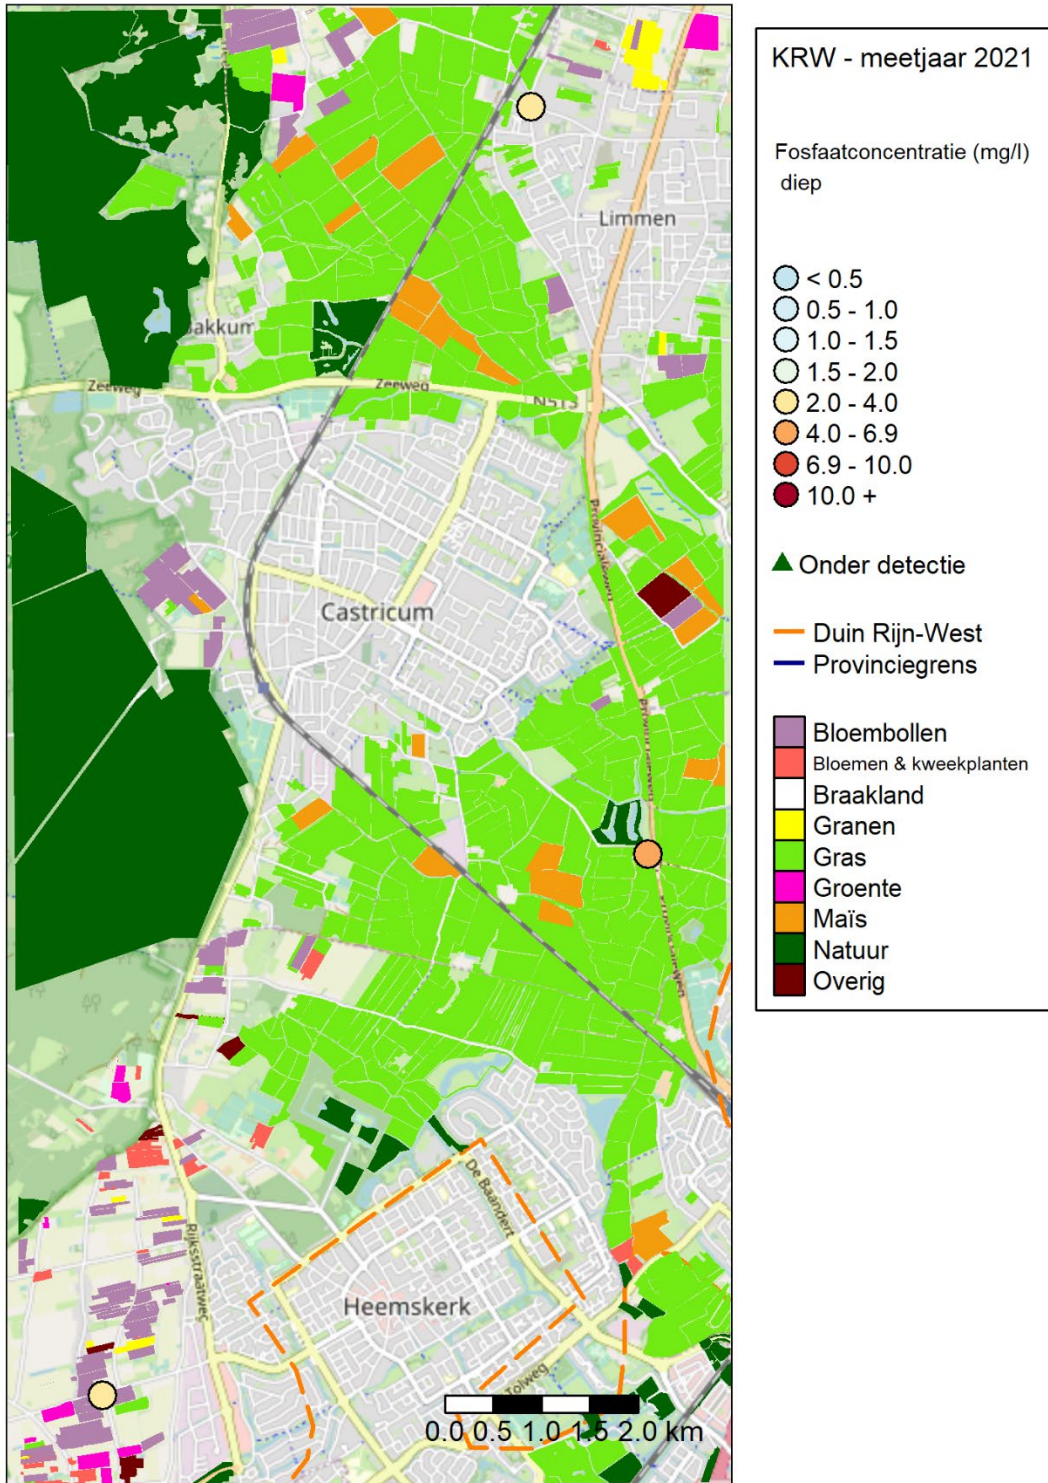 KRW - meetjaar 2021
Fosfaatconcentratie (mg/l)
diep
< 0.5
0.5 - 1.0
1.0 - 1.5
1.5 - 2.0
2.0 - 4.0
4.0 - 6.9
6.9 - 10.0
10.0 +
Onder detectie
Duin Rijn-West
Provinciegrens
Bloembollen
Bloemen & kweekplanten
Braakland
Granen
Gras
Groente
Maïs
Natuur
Overig
Limmen
Zeeweg
Zeeweg
Provincialeweg
Castricum
Provincialeweg
Provincialeweg
De Baandert
Rijksstraatweg
Heemskerk
Tolweg
0.0 0.5 1.0 1.5 2.0 km